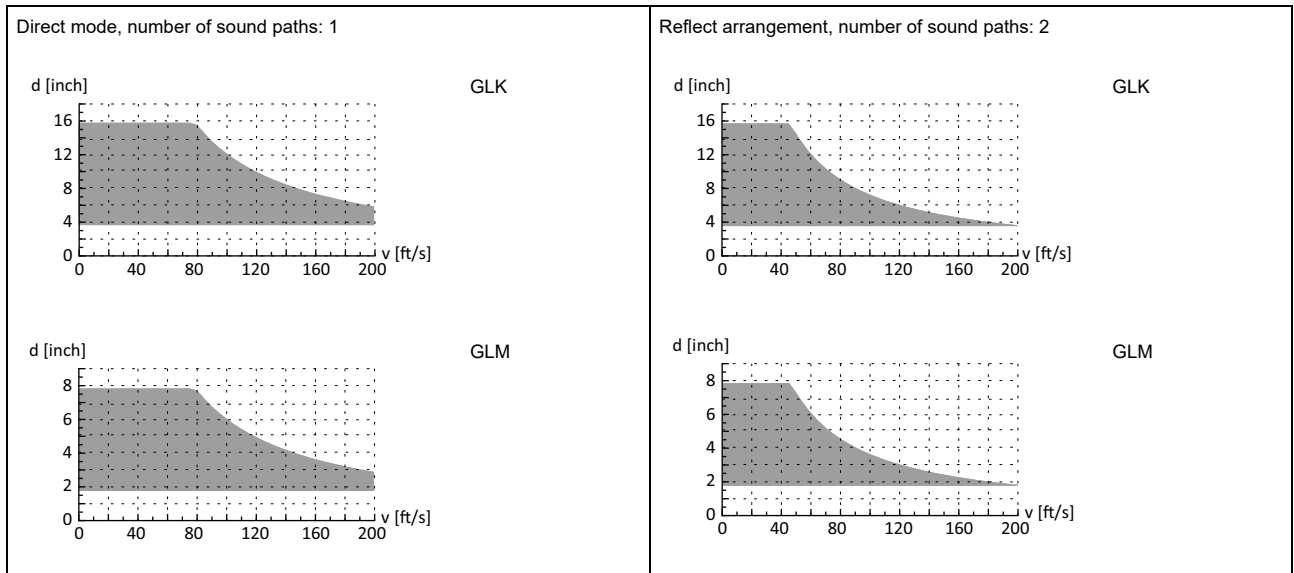 Direct mode, number of sound paths: 1
d [inch]
GLK
16
12
8
4
0
v [ft/s]
0 40 80 120 160 200
d [inch]
GLM
8
6
4
2
0
v [ft/s]
0 40 80 120 160 200
Reflect arrangement, number of sound paths: 2
d [inch]
GLK
16
12
8
4
0
v [ft/s]
0 40 80 120 160 200
d [inch]
GLM
8
6
4
2
0
v [ft/s]
0 40 80 120 160 200